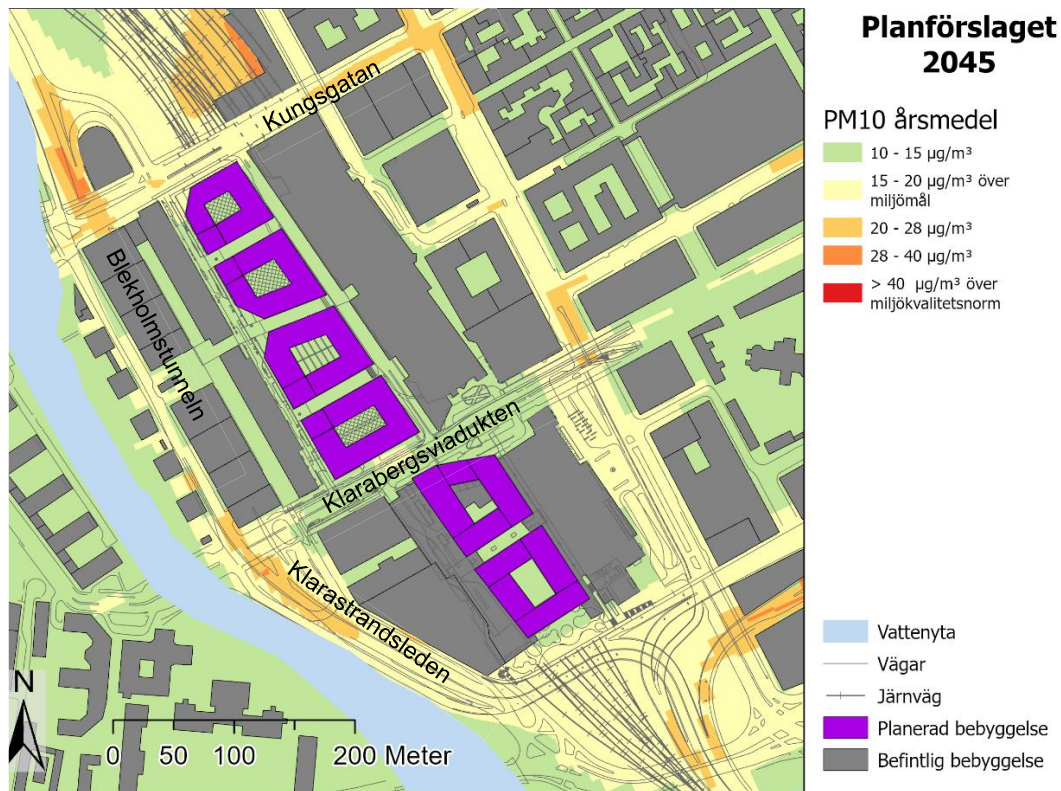 Planförslaget
2045
PM10 årsmedel
10 - 15 µg/m³
15 - 20 µg/m³ över
miljömål
20 - 28 µg/m³
28 - 40 µg/m³
> 40 µg/m³ över
miljökvalitetsnorm
Kungsgatan
Blekholmstunneln
Klarabergsviadukten
Klarastrandsleden
N
0 50 100 200 Meter
Vattenyta
Vägar
Järnväg
Planerad bebyggelse
Befintlig bebyggelse